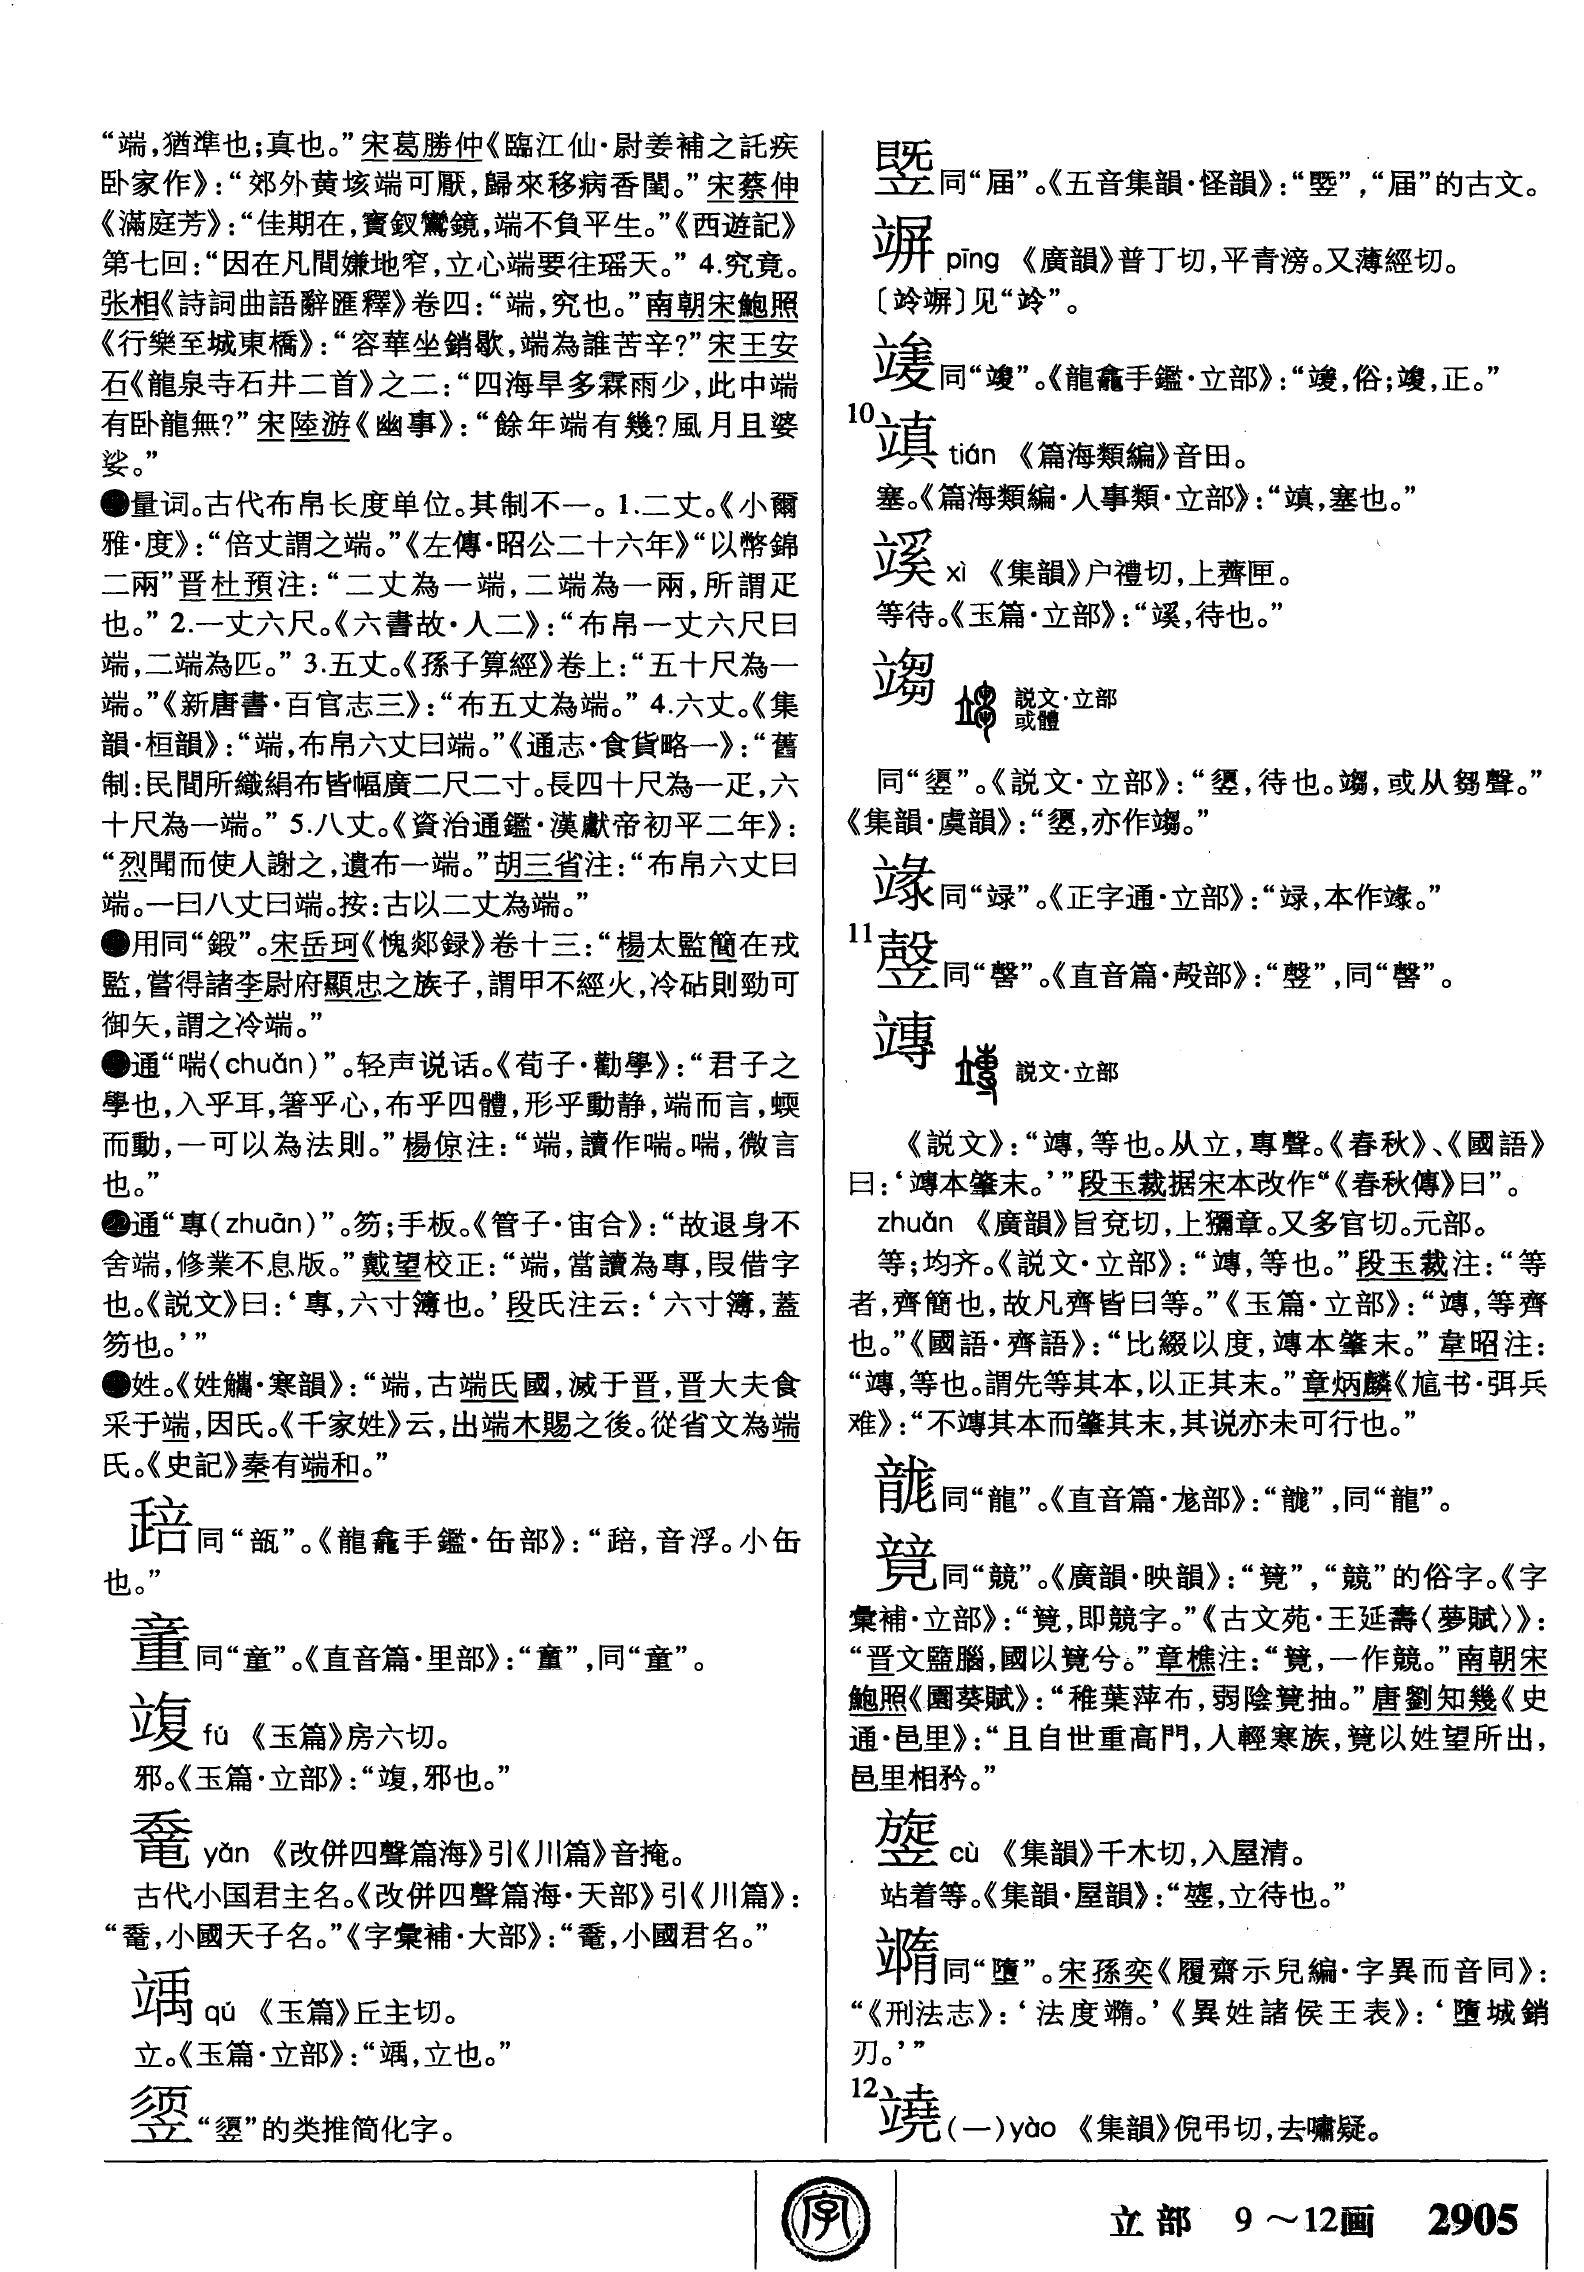 “端，猶準也；真也。”宋葛勝仲《臨江仙·尉姜補之託疾
卧家作》：“郊外黄垓端可厭，歸來移病香閨。”宋蔡伸
《滿庭芳》：“佳期在，寳釵鸞鏡，端不負平生。”《西遊記》
第七回：“因在凡間嫌地窄，立心端要往瑶天。” 4.究竟。
张相《詩詞曲語辭匯釋》卷四：“端，究也。”南朝宋鮑照
《行樂至城東橋》：“容華坐銷歇，端為誰苦辛？”宋王安
石《龍泉寺石井二首》之二：“四海旱多霖雨少，此中端
有卧龍無？”宋陸游《幽事》：“餘年端有幾？風月且婆
娑。”
量词。古代布帛长度单位。其制不一。1.二丈。《小爾
雅·度》：“倍丈謂之端。”《左傳·昭公二十六年》“以幣錦
二兩”晋杜預注：“二丈為一端，二端為一兩，所謂疋
也。” 2.一丈六尺。《六書故·人二》：“布帛一丈六尺曰
端，二端為匹。” 3.五丈。《孫子算經》卷上：“五十尺為一
端。”《新唐書·百官志三》：“布五丈為端。” 4.六丈。《集
韻·桓韻》：“端，布帛六丈曰端。”《通志·食貨略一》：“舊
制：民間所織絹布皆幅廣二尺二寸。長四十尺為一疋，六
十尺為一端。” 5.八丈。《資治通鑑·漢獻帝初平二年》：
“烈聞而使人謝之，遺布一端。”胡三省注：“布帛六丈曰
端。一曰八丈曰端。按：古以二丈為端。”
用同“鍛”。宋岳珂《愧郯録》卷十三：“楊太監簡在戎
監，嘗得諸李尉府顯忠之族子，謂甲不經火，冷砧則勁可
御矢，謂之冷端。”
通“喘（chuǎn）”。轻声说话。《荀子·勸學》：“君子之
學也，入乎耳，箸乎心，布乎四體，形乎動静，端而言，蝡
而動，一可以為法則。”楊倞注：“端，讀作喘。喘，微言
也。”
㉒通“專（zhuān）”。笏；手板。《管子·宙合》：“故退身不
舍端，修業不息版。”戴望校正：“端，當讀為專，叚借字
也。《説文》曰：‘專，六寸簿也。’段氏注云：‘六寸簿，蓋
笏也。’”
姓。《姓觿·寒韻》：“端，古端氏國，滅于晋，晋大夫食
采于端，因氏。《千家姓》云，出端木賜之後。從省文為端
氏。《史記》秦有端和。”
同“瓿”。《龍龕手鑑·缶部》：“，音浮。小缶
也。”
同“童”。《直音篇·里部》：“”，同“童”。
竬 fú 《玉篇》房六切。
邪。《玉篇·立部》：“，邪也。”
yǎn 《改併四聲篇海》引《川篇》音掩。
古代小国君主名。《改併四聲篇海·天部》引《川篇》：
“，小國天子名。”《字彙補·大部》：“，小國君名。”
竬 qǔ 《玉篇》丘主切。
立。《玉篇·立部》：“竬，立也。”
“䇓”的类推简化字。
同“届”。《五音集韻·怪韻》：“”，“届”的古文。
竮 pīng 《廣韻》普丁切，平青滂。又薄經切。
〔竛竮〕见“竛”。
同“竣”。《龍龕手鑑·立部》：“，俗；竣，正。”
10
䇯 tián 《篇海類編》音田。
塞。《篇海類編·人事類·立部》：“，塞也。”
xì 《集韻》户禮切，上薺匣。
等待。《玉篇·立部》：“，待也。”
説文·立部
或體
同“䇓”。《説文·立部》：“䇓，待也。，或从芻聲。”
《集韻·虞韻》：“䇓，亦作。”
同“䘵”。《正字通·立部》：“，本作。”
11
同“謦”。《直音篇·殸部》：“”，同“謦”。
竱
説文·立部
《説文》：“竱，等也。从立，專聲。《春秋》、《國語》
曰：‘竱本肇末。’”段玉裁据宋本改作“《春秋傳》曰”。
zhuǎn 《廣韻》旨兖切，上獮章。又多官切。元部。
等；均齐。《説文·立部》：“竱，等也。”段玉裁注：“等
者，齊簡也，故凡齊皆曰等。”《玉篇·立部》：“竱，等齊
也。”《國語·齊語》：“比綴以度，竱本肇末。”韋昭注：
“竱，等也。謂先等其本，以正其末。”章炳麟《訄书·弭兵
难》：“不竱其本而肇其末，其说亦未可行也。”
同“龍”。《直音篇·龙部》：“”，同“龍”。
同“競”。《廣韻·映韻》：“”，“競”的俗字。《字
彙補·立部》：“，即競字。”《古文苑·王延壽〈夢賦〉》：
“晋文盬腦，國以兮。”章樵注：“，一作競。”南朝宋
鮑照《園葵賦》：“稚葉萍布，弱陰抽。”唐劉知幾《史
通·邑里》：“且自世重高門，人輕寒族，竟以姓望所出，
邑里相矜。”
cù 《集韻》千木切，入屋清。
站着等。《集韻·屋韻》：“，立待也。”
同“墮”。宋孫奕《履齋示兒編·字異而音同》：
“《刑法志》：‘法度。’《異姓諸侯王表》：‘墮城銷
刃。’”
12
（一）yào 《集韻》倪弔切，去嘯疑。
字
立部 9～12画 2905